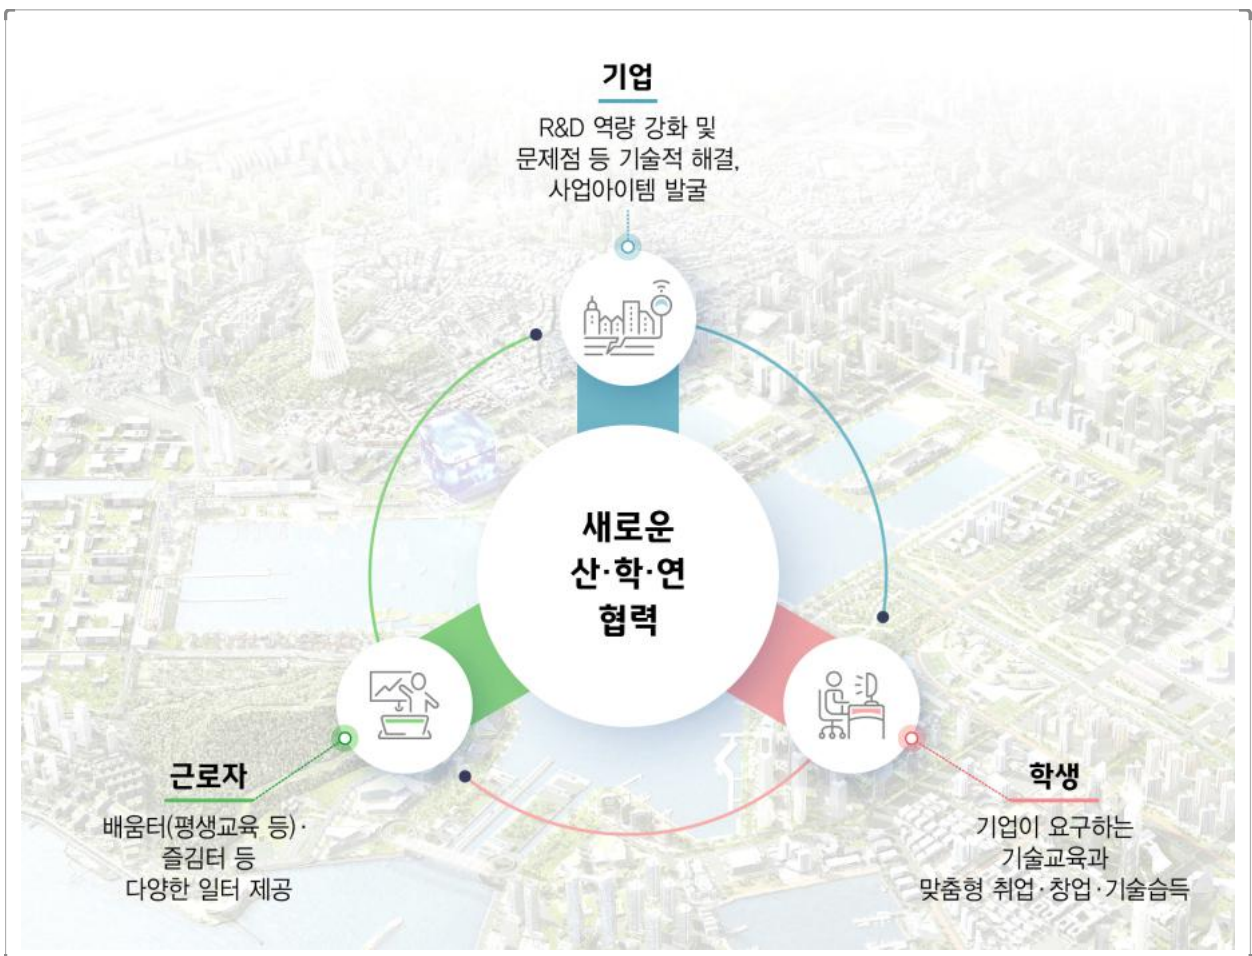 기업
R&D 역량 강화 및
문제점 등 기술적 해결,
사업아이템 발굴
새로운
산·학·연
협력
근로자
배움터(평생교육 등)·
즐김터 등
다양한 일터 제공
학생
기업이 요구하는
기술교육과
맞춤형 취업·창업·기술습득